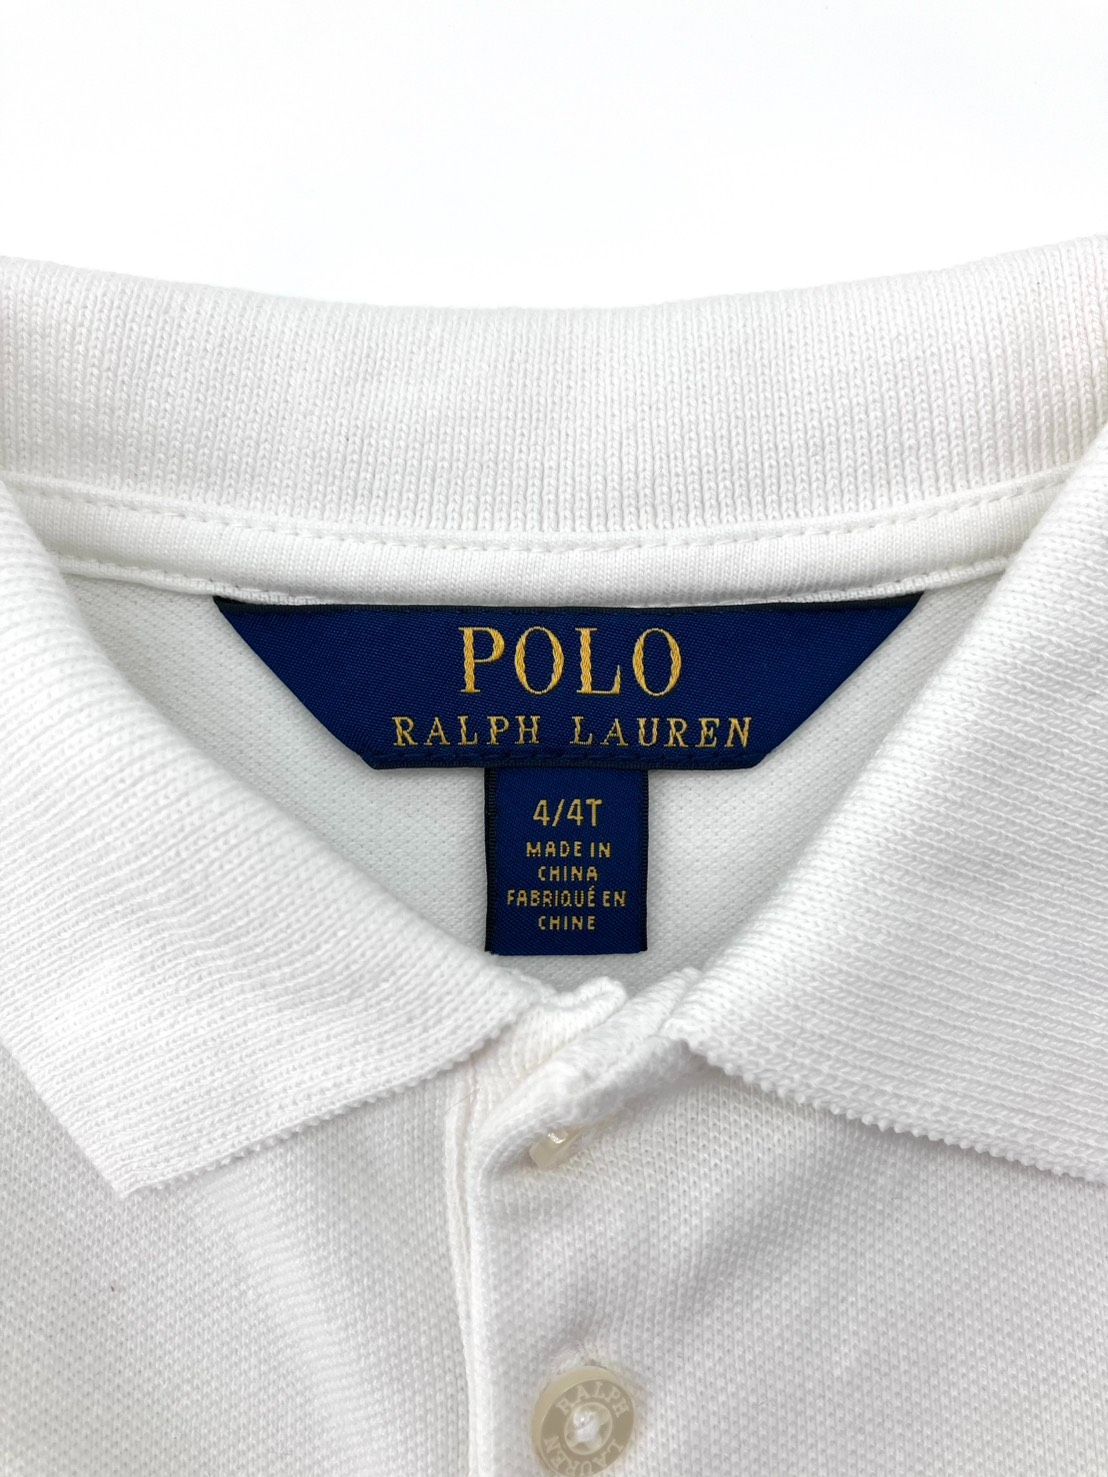 POLO
RALPH LAUREN
4/4T
MADE IN
CHINA
FABRIQUÉ EN
CHINE
RALPH
LAUREN